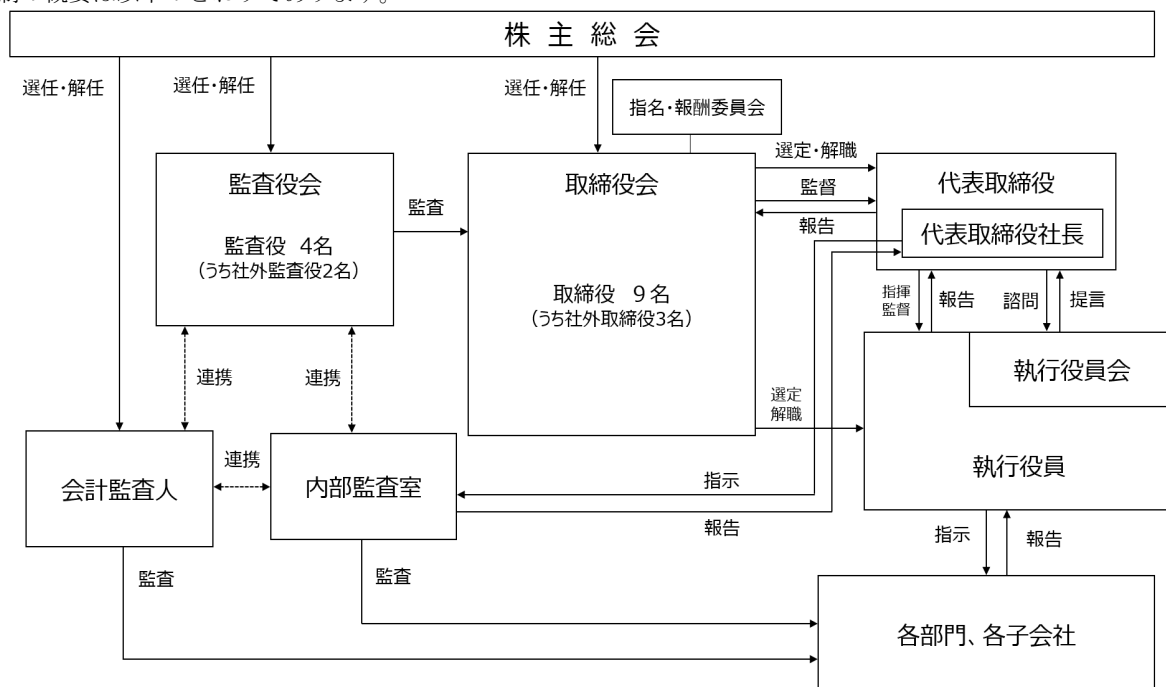 株 主 総 会
選任・解任
選任・解任
選任・解任
指名・報酬委員会
監査役会
監査役 4名
(うち社外監査役2名)
監査
取締役会
取締役 9名
(うち社外取締役3名)
選定・解職
監督
報告
代表取締役
代表取締役社長
指揮
監督
報告
諮問
提言
執行役員会
執行役員
選定
解職
連携
連携
会計監査人
連携
内部監査室
指示
報告
監査
監査
指示
報告
各部門、各子会社